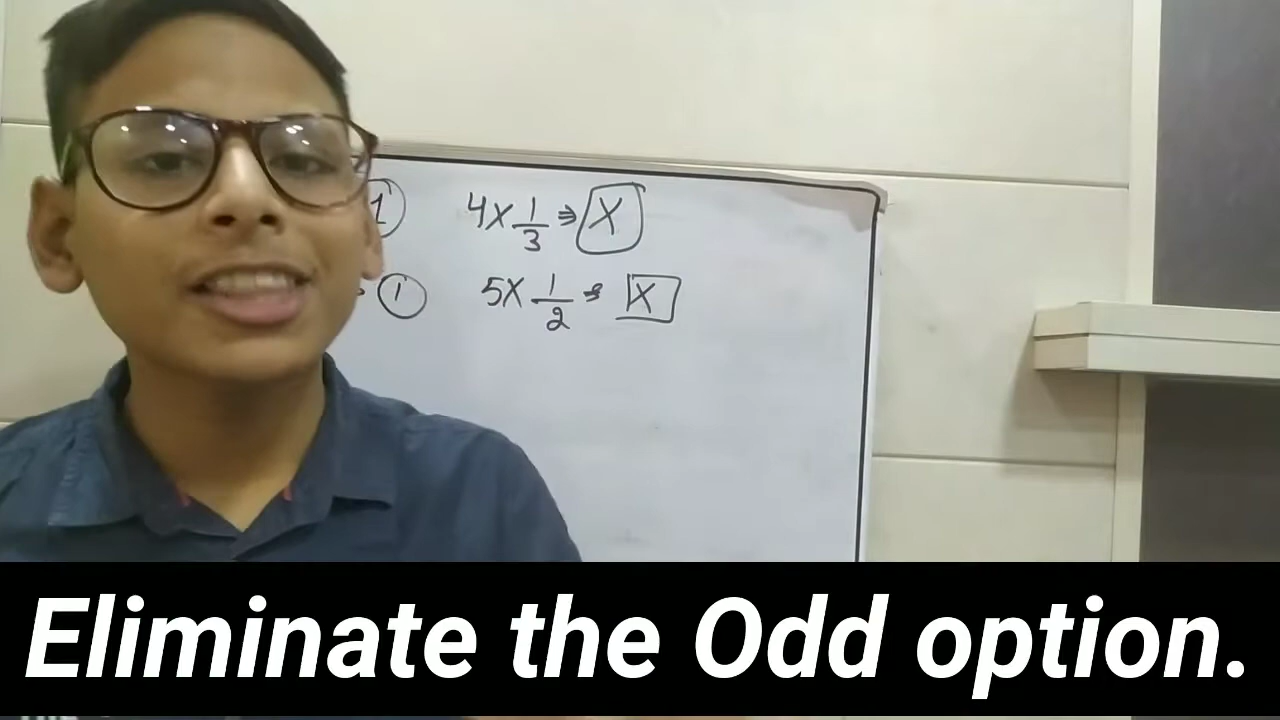 1 4x 1/3 ⇒ X
1 5x 1/2 ⇒ X
Eliminate the Odd option.